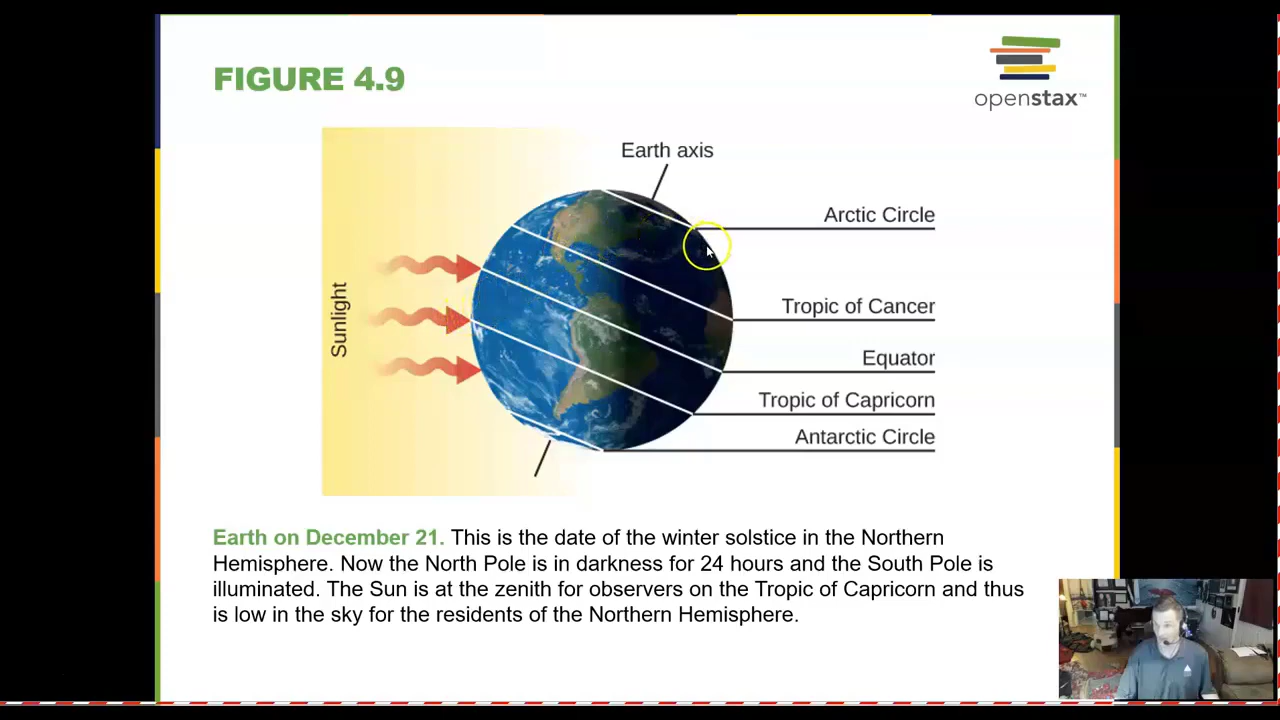 FIGURE 4.9
openstax™
Earth axis
Arctic Circle
Sunlight
Tropic of Cancer
Equator
Tropic of Capricorn
Antarctic Circle
Earth on December 21. This is the date of the winter solstice in the Northern
Hemisphere. Now the North Pole is in darkness for 24 hours and the South Pole is
illuminated. The Sun is at the zenith for observers on the Tropic of Capricorn and thus
is low in the sky for the residents of the Northern Hemisphere.